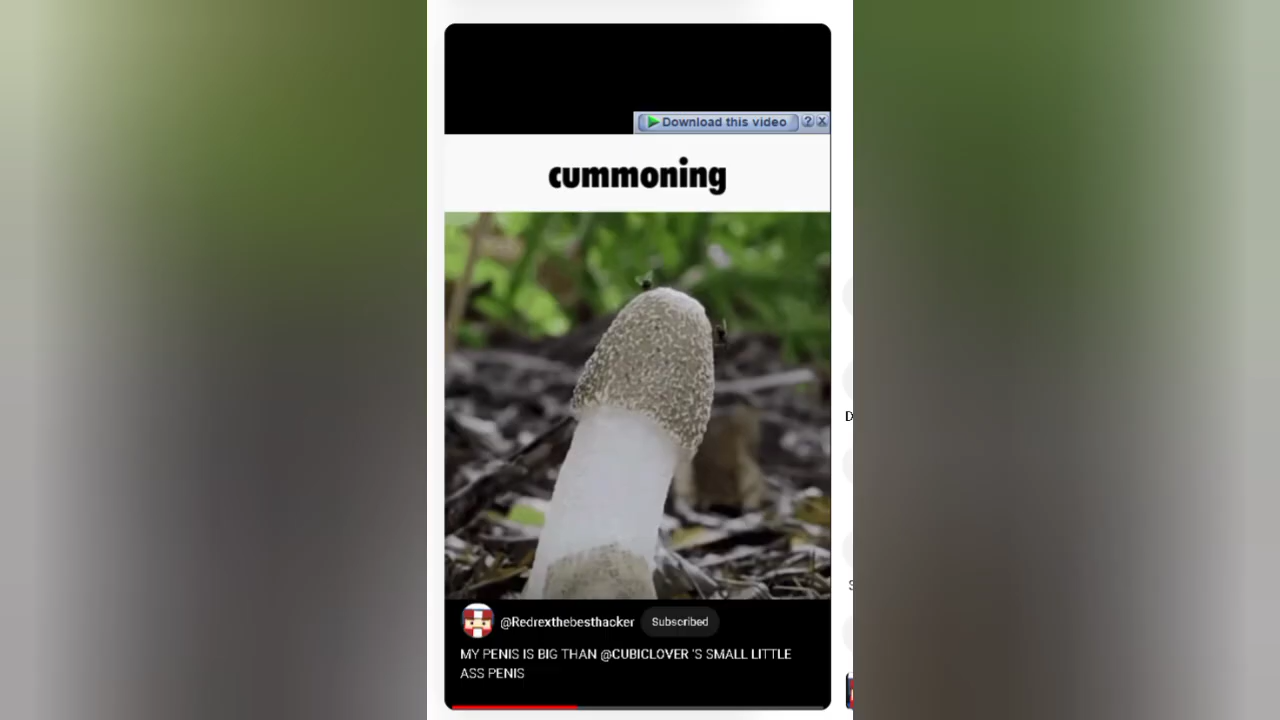 Download this video ? X
cummoning
D
@Redrexthebesthacker Subscribed
S
MY PENIS IS BIG THAN @CUBICLOVER 'S SMALL LITTLE
ASS PENIS